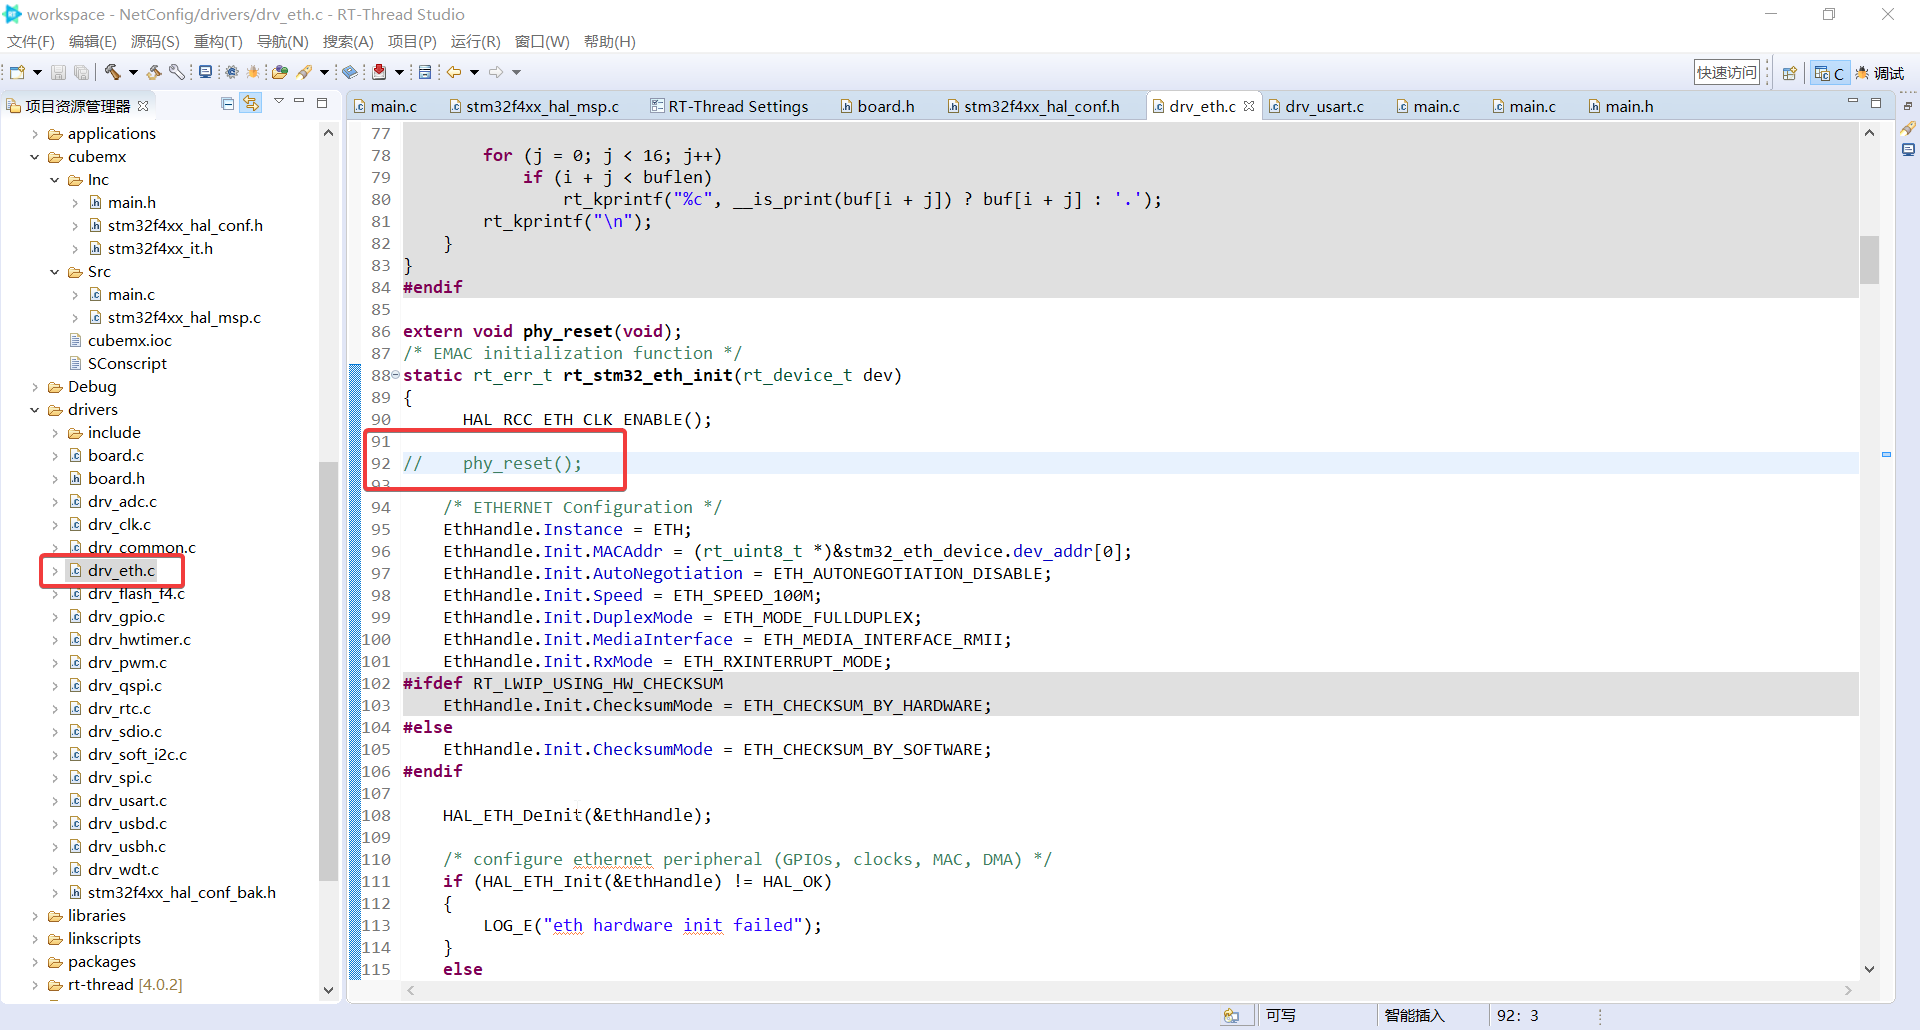 workspace - NetConfig/drivers/drv_eth.c - RT-Thread Studio
文件(F) 编辑(E) 源码(S) 重构(T) 导航(N) 搜索(A) 项目(P) 运行(R) 窗口(W) 帮助(H)
快速访问 C 调试
项目资源管理器
main.c stm32f4xx_hal_msp.c RT-Thread Settings board.h stm32f4xx_hal_conf.h drv_eth.c drv_usart.c main.c main.c main.h
applications
cubemx
Inc
main.h
stm32f4xx_hal_conf.h
stm32f4xx_it.h
Src
main.c
stm32f4xx_hal_msp.c
cubemx.ioc
SConscript
Debug
drivers
include
board.c
board.h
drv_adc.c
drv_clk.c
drv_common.c
drv_eth.c
drv_flash_f4.c
drv_gpio.c
drv_hwtimer.c
drv_pwm.c
drv_qspi.c
drv_rtc.c
drv_sdio.c
drv_soft_i2c.c
drv_spi.c
drv_usart.c
drv_usbd.c
drv_usbh.c
drv_wdt.c
stm32f4xx_hal_conf_bak.h
libraries
linkscripts
packages
rt-thread [4.0.2]
77
78 for (j = 0; j < 16; j++)
79 if (i + j < buflen)
80 rt_kprintf("%c", __is_print(buf[i + j]) ? buf[i + j] : '.');
81 rt_kprintf("\n");
82 }
83 }
84 #endif
85
86 extern void phy_reset(void);
87 /* EMAC initialization function */
88 static rt_err_t rt_stm32_eth_init(rt_device_t dev)
89 {
90 HAL RCC ETH CLK ENABLE();
91
92 // phy_reset();
93
94 /* ETHERNET Configuration */
95 EthHandle.Instance = ETH;
96 EthHandle.Init.MACAddr = (rt_uint8_t *)&stm32_eth_device.dev_addr[0];
97 EthHandle.Init.AutoNegotiation = ETH_AUTONEGOTIATION_DISABLE;
98 EthHandle.Init.Speed = ETH_SPEED_100M;
99 EthHandle.Init.DuplexMode = ETH_MODE_FULLDUPLEX;
100 EthHandle.Init.MediaInterface = ETH_MEDIA_INTERFACE_RMII;
101 EthHandle.Init.RxMode = ETH_RXINTERRUPT_MODE;
102 #ifdef RT_LWIP_USING_HW_CHECKSUM
103 EthHandle.Init.ChecksumMode = ETH_CHECKSUM_BY_HARDWARE;
104 #else
105 EthHandle.Init.ChecksumMode = ETH_CHECKSUM_BY_SOFTWARE;
106 #endif
107
108 HAL_ETH_DeInit(&EthHandle);
109
110 /* configure ethernet peripheral (GPIOs, clocks, MAC, DMA) */
111 if (HAL_ETH_Init(&EthHandle) != HAL_OK)
112 {
113 LOG_E("eth hardware init failed");
114 }
115 else
可写 智能插入 92: 3